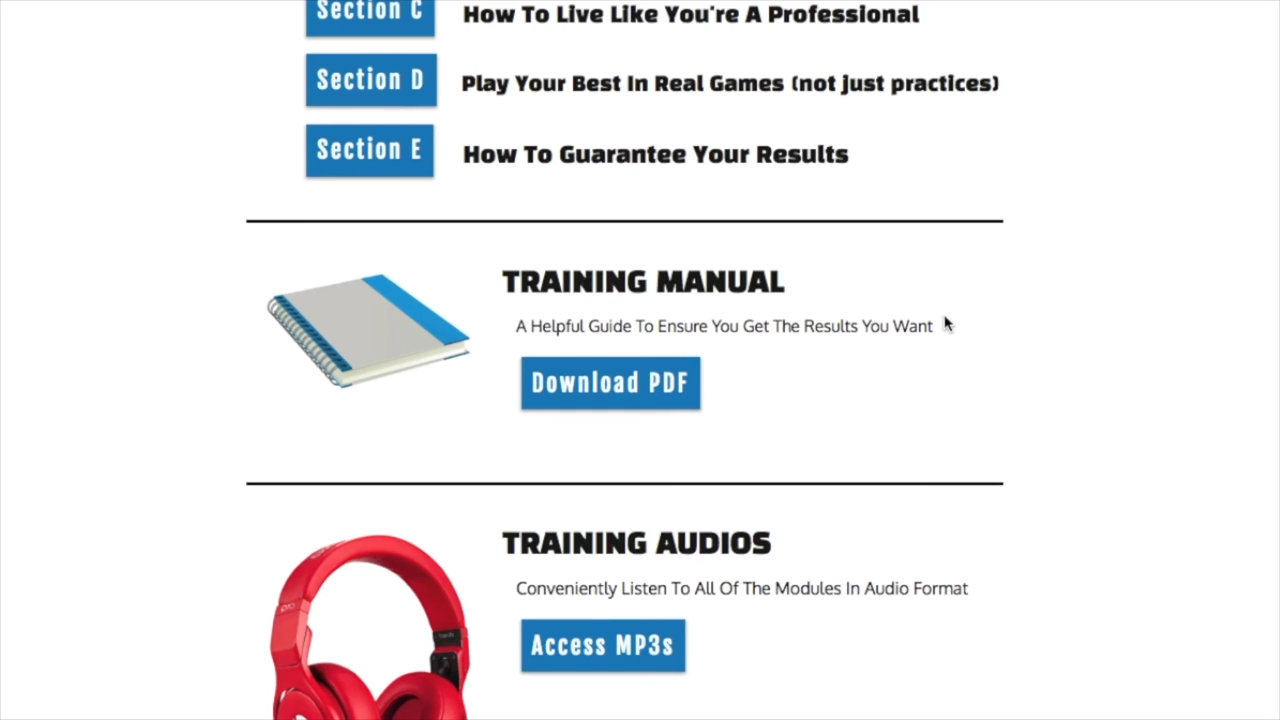 Section C How To Live Like You're A Professional
Section D Play Your Best In Real Games (not just practices)
Section E How To Guarantee Your Results
TRAINING MANUAL
A Helpful Guide To Ensure You Get The Results You Want
Download PDF
TRAINING AUDIOS
Conveniently Listen To All Of The Modules In Audio Format
Access MP3s